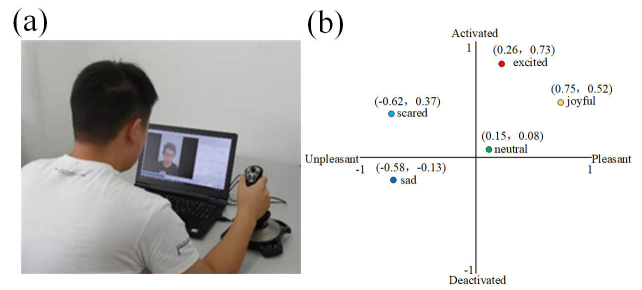 (a)
(b)
Activated
1
(0.26, 0.73)
excited
(0.75, 0.52)
joyful
(-0.62, 0.37)
scared
(0.15, 0.08)
neutral
Unpleasant
-1
Pleasant
1
(-0.58, -0.13)
sad
-1
Deactivated